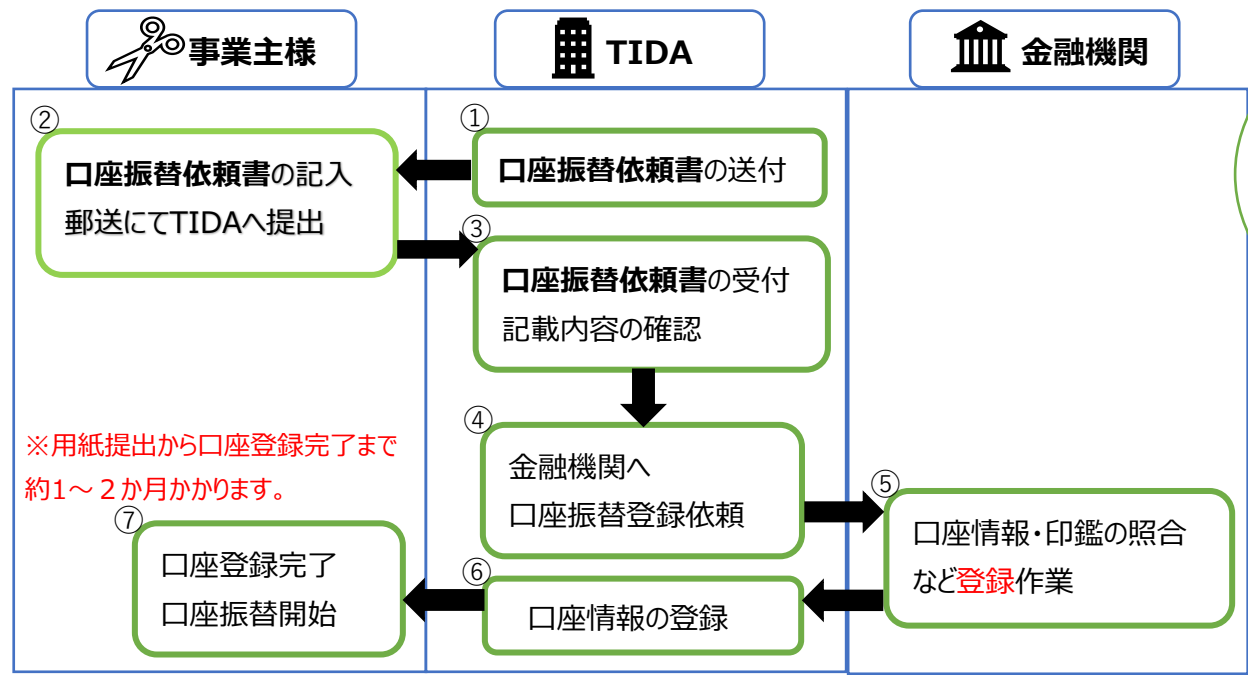 事業主様
TIDA
金融機関
①
口座振替依頼書の送付
②
口座振替依頼書の記入
郵送にてTIDAへ提出
③
口座振替依頼書の受付
記載内容の確認
④
金融機関へ
口座振替登録依頼
⑤
口座情報・印鑑の照合
など登録作業
⑥
口座情報の登録
※用紙提出から口座登録完了まで
約1～２か月かかります。
⑦
口座登録完了
口座振替開始